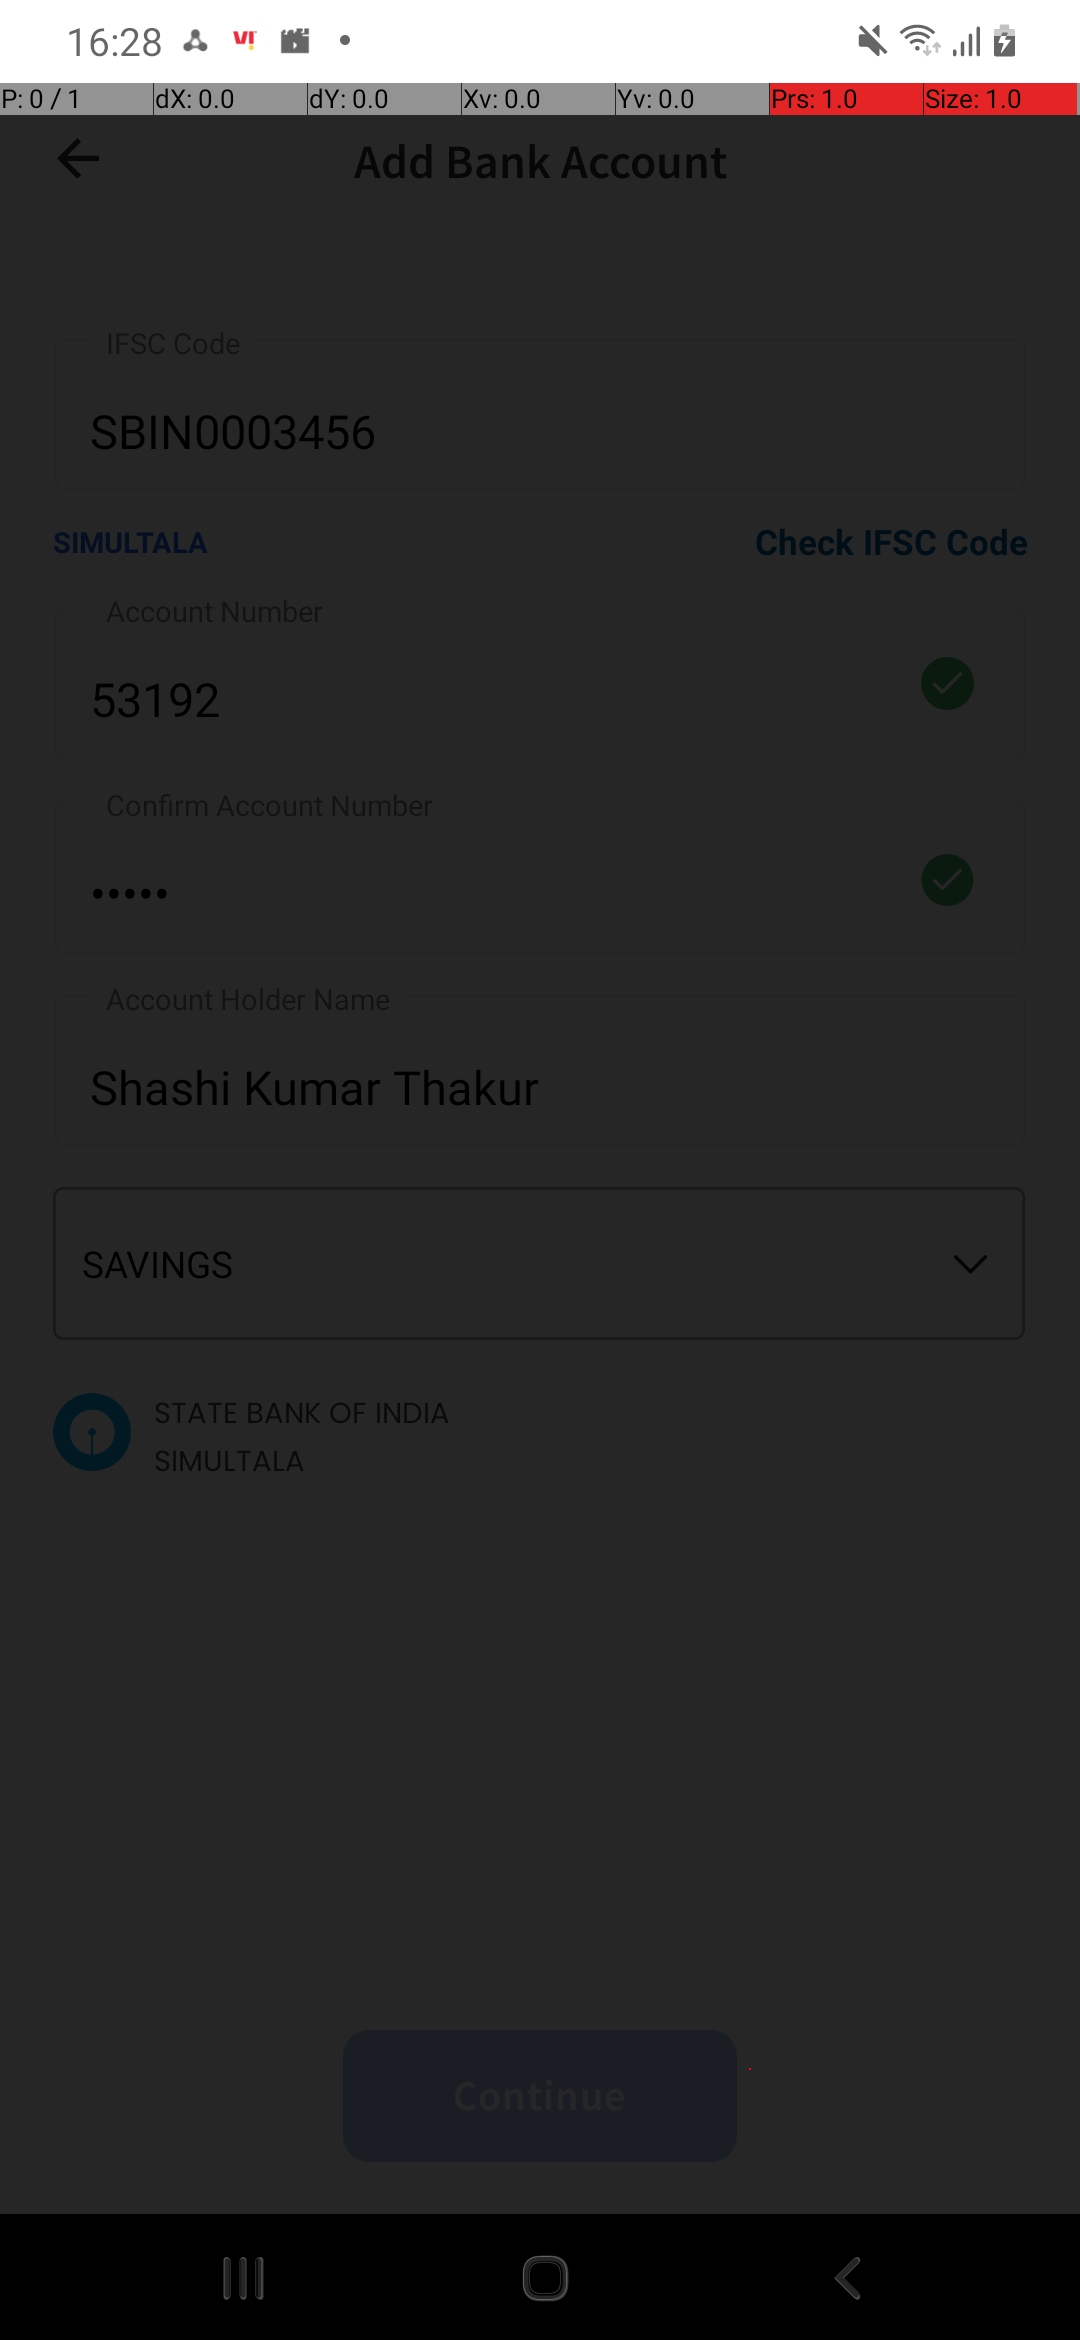 16:28
P: 0 / 1 dX: 0.0 dY: 0.0 Xv: 0.0 Yv: 0.0 Prs: 1.0 Size: 1.0
Add Bank Account
IFSC Code
SBIN0003456
SIMULTALA Check IFSC Code
Account Number
53192
Confirm Account Number
•••••
Account Holder Name
Shashi Kumar Thakur
SAVINGS
STATE BANK OF INDIA
SIMULTALA
Continue